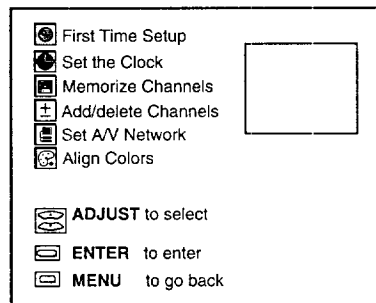 First Time Setup
Set the Clock
Memorize Channels
Add/delete Channels
Set A/V Network
Align Colors
ADJUST to select
ENTER to enter
MENU to go back